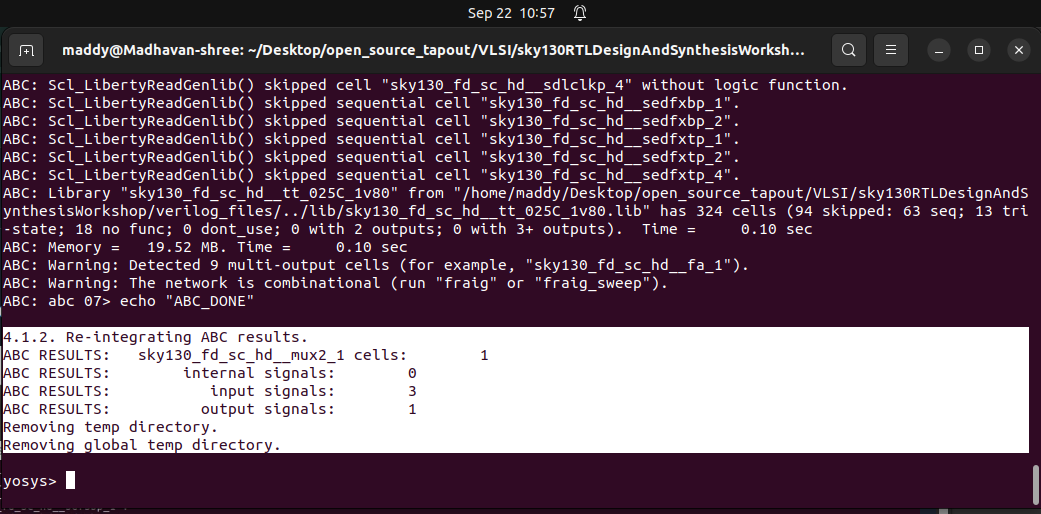 Sep 22 10:57
maddy@Madhavan-shree: ~/Desktop/open_source_tapout/VLSI/sky130RTLDesignAndSynthesisWorksh...
ABC: Scl_LibertyReadGenlib() skipped cell "sky130_fd_sc_hd__sdlclkp_4" without logic function.
ABC: Scl_LibertyReadGenlib() skipped sequential cell "sky130_fd_sc_hd__sedfxbp_1".
ABC: Scl_LibertyReadGenlib() skipped sequential cell "sky130_fd_sc_hd__sedfxbp_2".
ABC: Scl_LibertyReadGenlib() skipped sequential cell "sky130_fd_sc_hd__sedfxtp_1".
ABC: Scl_LibertyReadGenlib() skipped sequential cell "sky130_fd_sc_hd__sedfxtp_2".
ABC: Scl_LibertyReadGenlib() skipped sequential cell "sky130_fd_sc_hd__sedfxtp_4".
ABC: Library "sky130_fd_sc_hd__tt_025C_1v80" from "/home/maddy/Desktop/open_source_tapout/VLSI/sky130RTLDesignAndS
ynthesisWorkshop/verilog_files/../lib/sky130_fd_sc_hd__tt_025C_1v80.lib" has 324 cells (94 skipped: 63 seq; 13 tri
-state; 18 no func; 0 dont_use; 0 with 2 outputs; 0 with 3+ outputs).  Time =     0.10 sec
ABC: Memory =   19.52 MB. Time =     0.10 sec
ABC: Warning: Detected 9 multi-output cells (for example, "sky130_fd_sc_hd__fa_1").
ABC: Warning: The network is combinational (run "fraig" or "fraig_sweep").
ABC: abc 07> echo "ABC_DONE"
4.1.2. Re-integrating ABC results.
ABC RESULTS:   sky130_fd_sc_hd__mux2_1 cells:        1
ABC RESULTS:        internal signals:        0
ABC RESULTS:           input signals:        3
ABC RESULTS:          output signals:        1
Removing temp directory.
Removing global temp directory.
yosys>